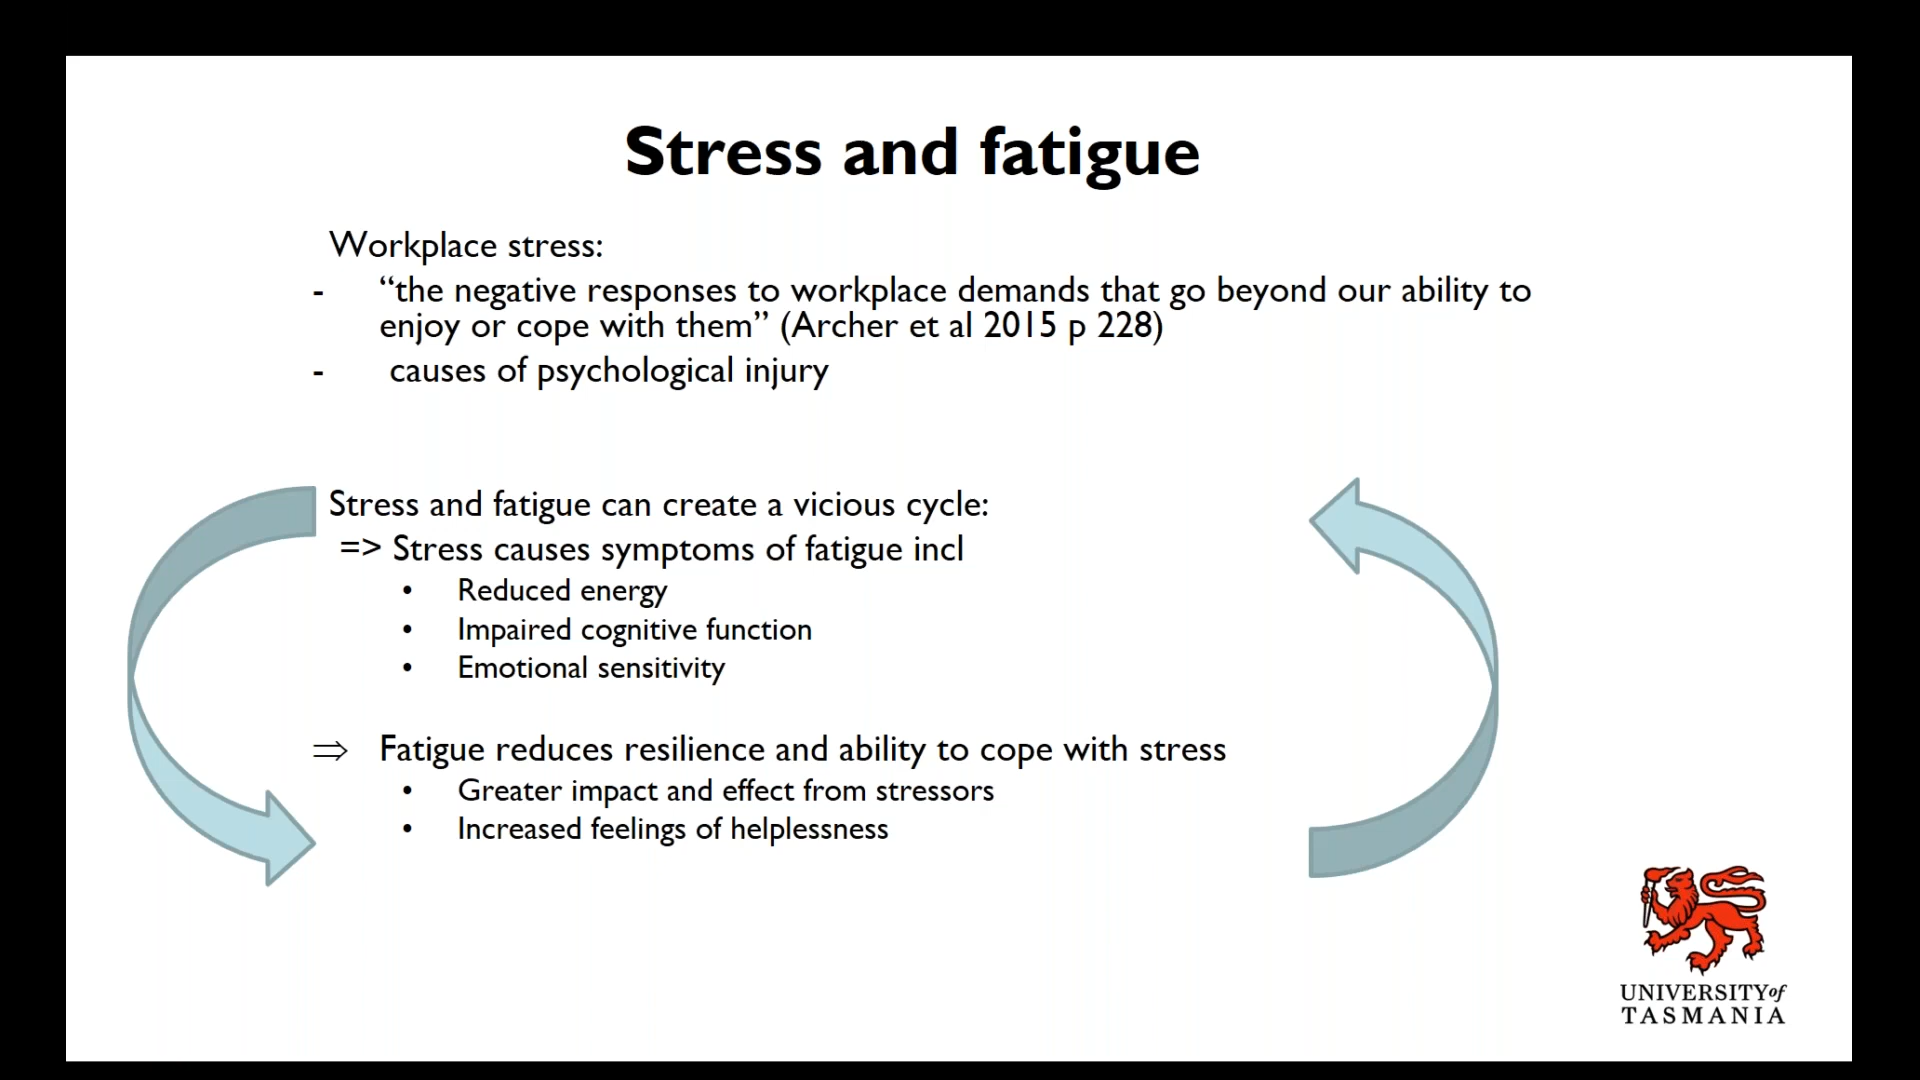 Stress and fatigue
Workplace stress:
- “the negative responses to workplace demands that go beyond our ability to
enjoy or cope with them” (Archer et al 2015 p 228)
- causes of psychological injury
Stress and fatigue can create a vicious cycle:
=> Stress causes symptoms of fatigue incl
• Reduced energy
• Impaired cognitive function
• Emotional sensitivity
⇒ Fatigue reduces resilience and ability to cope with stress
• Greater impact and effect from stressors
• Increased feelings of helplessness
UNIVERSITY of
TASMANIA